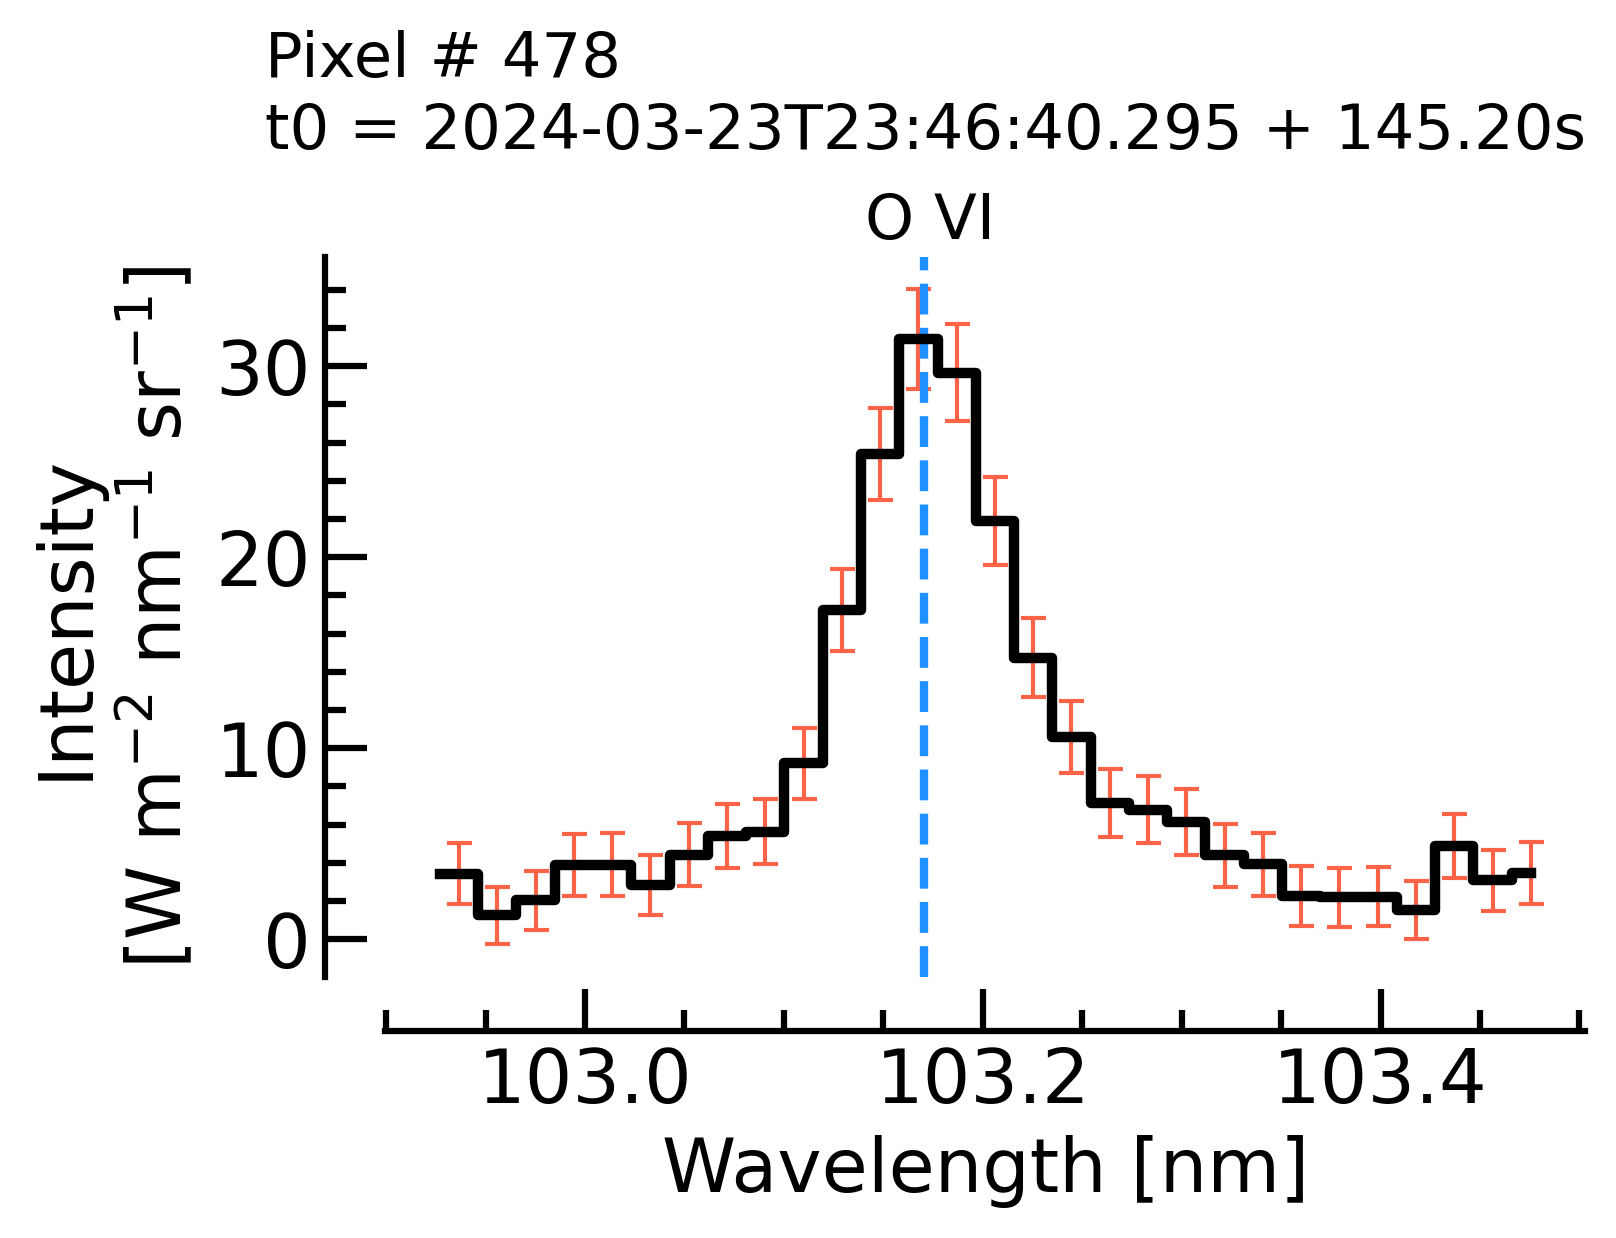 Pixel # 478
t0 = 2024-03-23T23:46:40.295 + 145.20s
O VI
Intensity
[W m⁻² nm⁻¹ sr⁻¹]
30
20
10
0
103.0 103.2 103.4
Wavelength [nm]